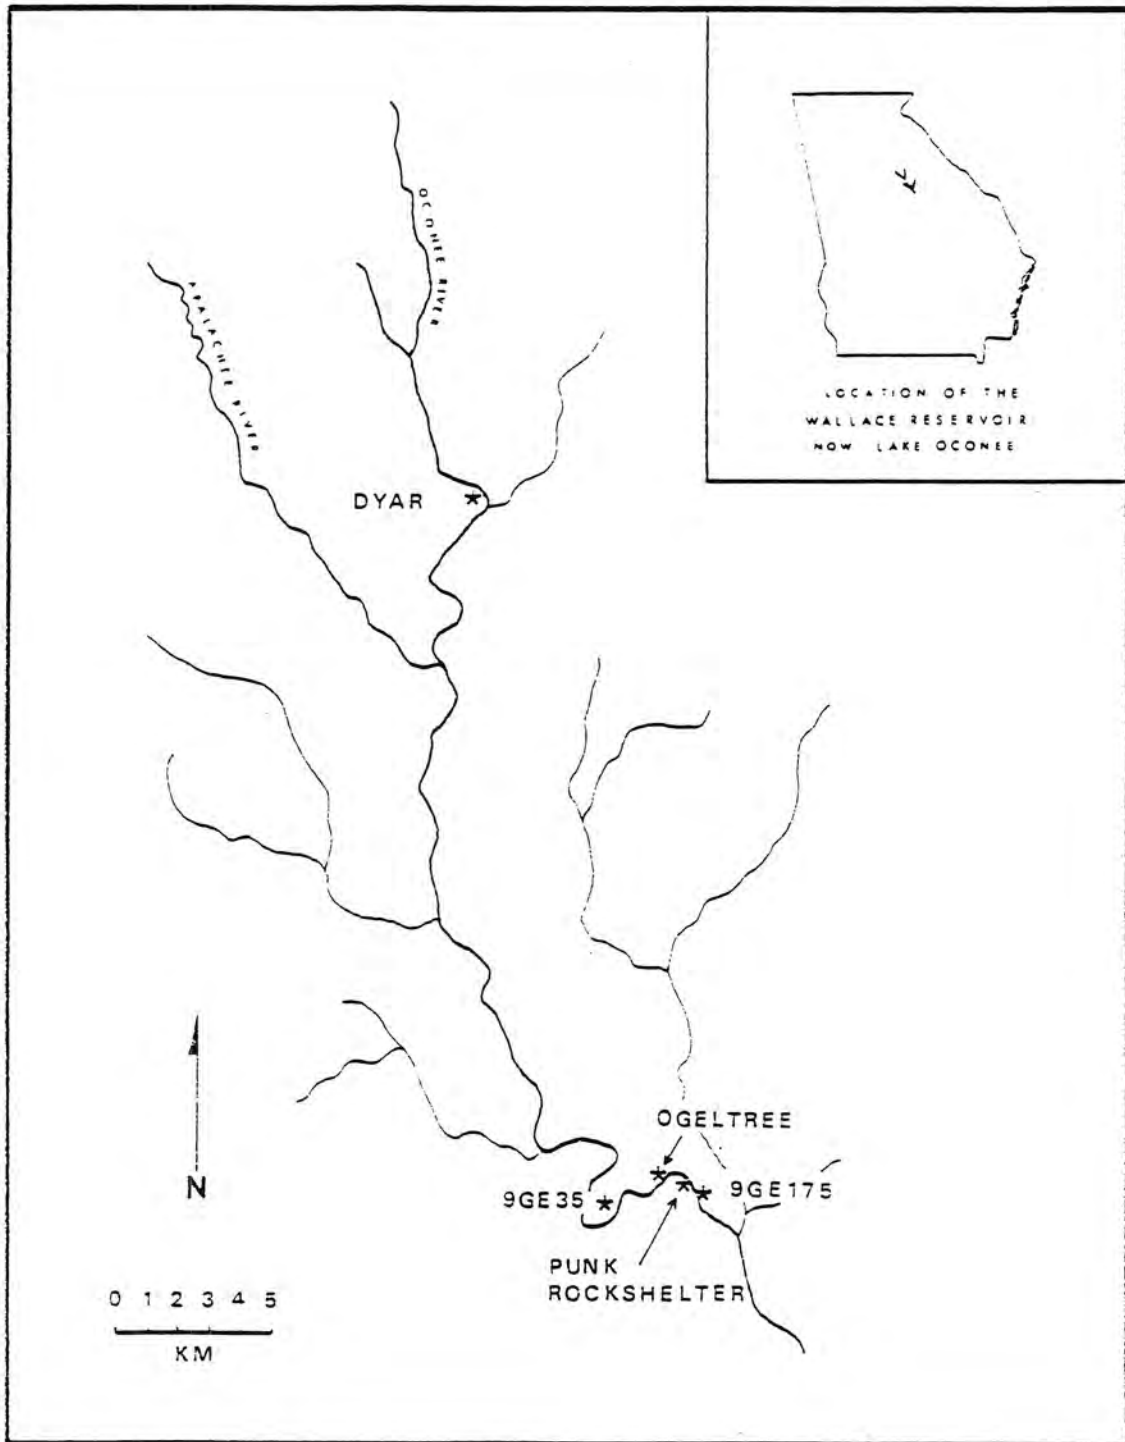 OCONEE RIVER
APALACHEE RIVER
LOCATION OF THE
WALLACE RESERVOIR
NOW LAKE OCONEE
DYAR
OGELTREE
9GE35
9GE175
PUNK
ROCKSHELTER
N
0 1 2 3 4 5
KM